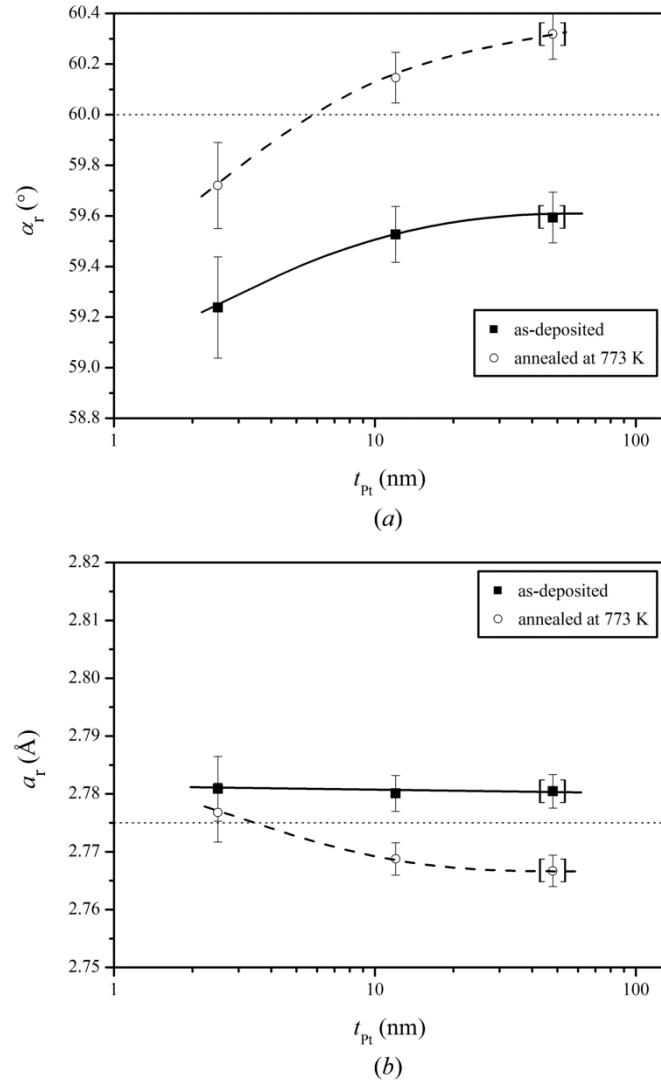 60.4
60.2
60.0
59.8
59.6
59.4
59.2
59.0
58.8
αr (°)
[ ]
[ ]
as-deposited
annealed at 773 K
1
10
100
tPt (nm)
(a)
2.82
2.81
2.80
2.79
2.78
2.77
2.76
2.75
ar (Å)
as-deposited
annealed at 773 K
[ ]
[ ]
1
10
100
tPt (nm)
(b)